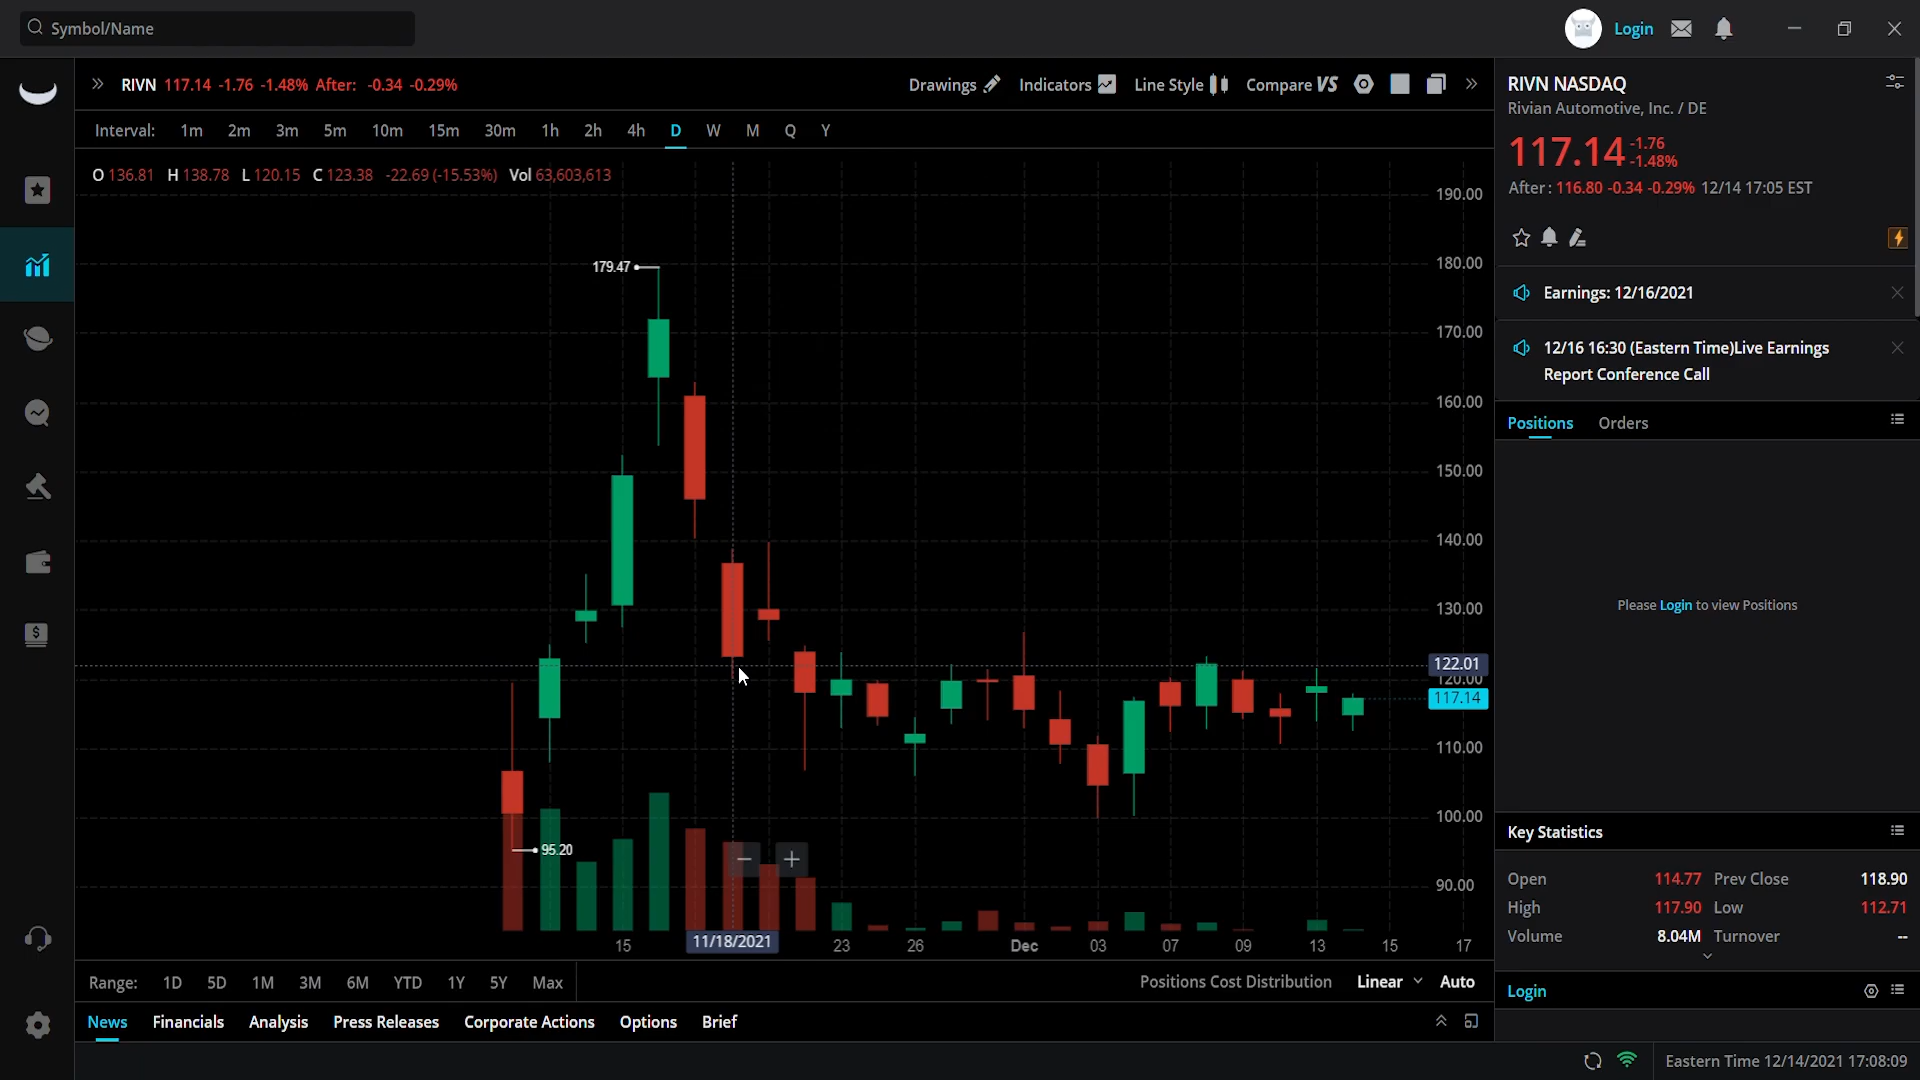 Symbol/Name
Login
RIVN 117.14 -1.76 -1.48% After: -0.34 -0.29%
Drawings Indicators Line Style Compare VS
Interval: 1m 2m 3m 5m 10m 15m 30m 1h 2h 4h D W M Q Y
O 136.81 H 138.78 L 120.15 C 123.38 -22.69 (-15.53%) Vol 63,603,613
190.00
180.00
179.47
170.00
160.00
150.00
140.00
130.00
122.01
120.00
117.14
110.00
100.00
95.20
90.00
15 11/18/2021 23 26 Dec 03 07 09 13 15 17
Range: 1D 5D 1M 3M 6M YTD 1Y 5Y Max
Positions Cost Distribution Linear Auto
News Financials Analysis Press Releases Corporate Actions Options Brief
RIVN NASDAQ
Rivian Automotive, Inc. / DE
117.14 -1.76
-1.48%
After: 116.80 -0.34 -0.29% 12/14 17:05 EST
Earnings: 12/16/2021
12/16 16:30 (Eastern Time)Live Earnings
Report Conference Call
Positions Orders
Please Login to view Positions
Key Statistics
Open 114.77 Prev Close 118.90
High 117.90 Low 112.71
Volume 8.04M Turnover --
Login
Eastern Time 12/14/2021 17:08:09